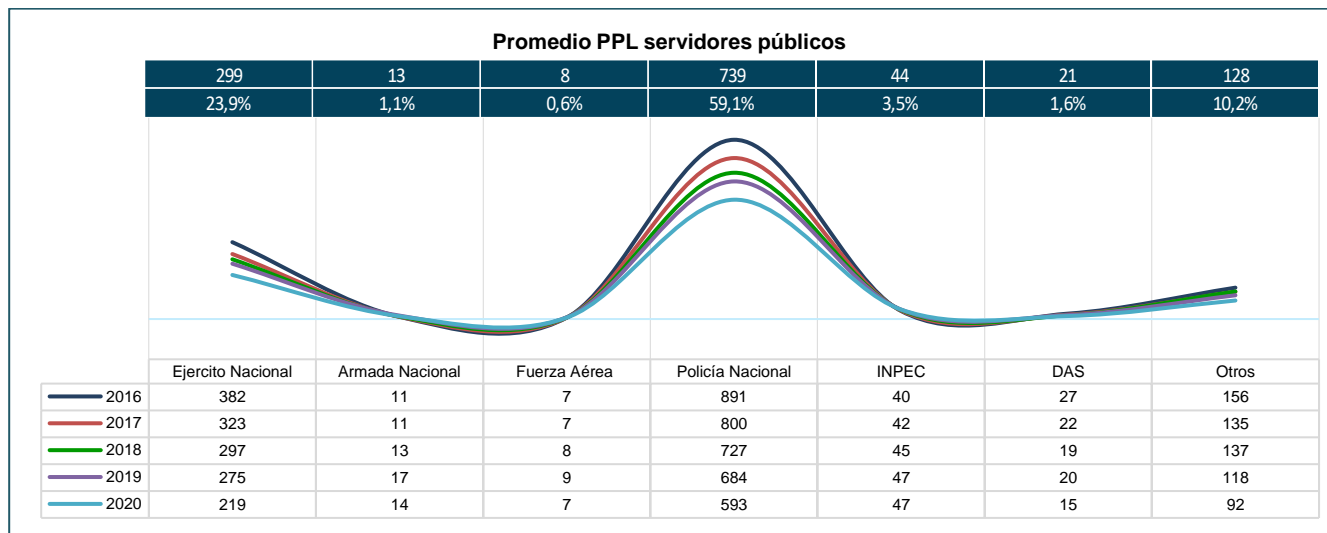 Promedio PPL servidores públicos
299 13 8 739 44 21 128
23,9% 1,1% 0,6% 59,1% 3,5% 1,6% 10,2%
Ejercito Nacional Armada Nacional Fuerza Aérea Policía Nacional INPEC DAS Otros
2016 382 11 7 891 40 27 156
2017 323 11 7 800 42 22 135
2018 297 13 8 727 45 19 137
2019 275 17 9 684 47 20 118
2020 219 14 7 593 47 15 92